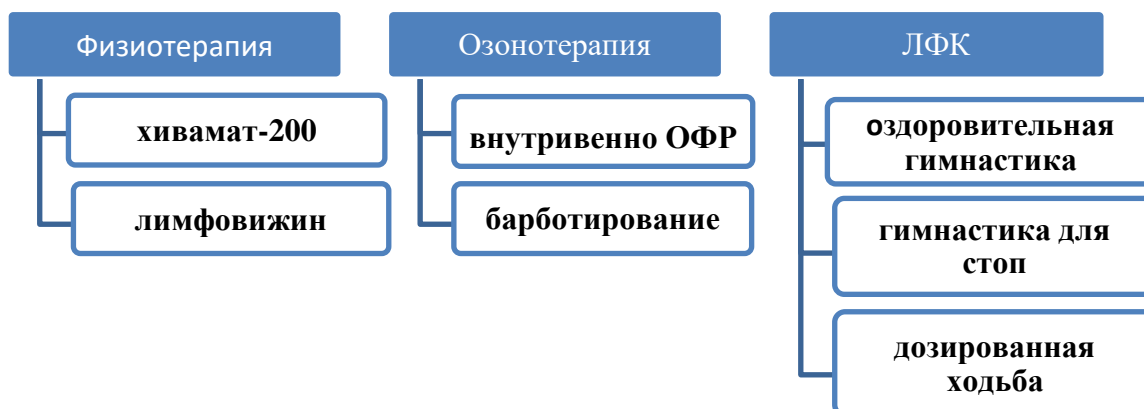 Физиотерапия
хивамат-200
лимфовижин
Озонотерапия
внутривенно ОФР
барботирование
ЛФК
оздоровительная
гимнастика
гимнастика для
стоп
дозированная
ходьба